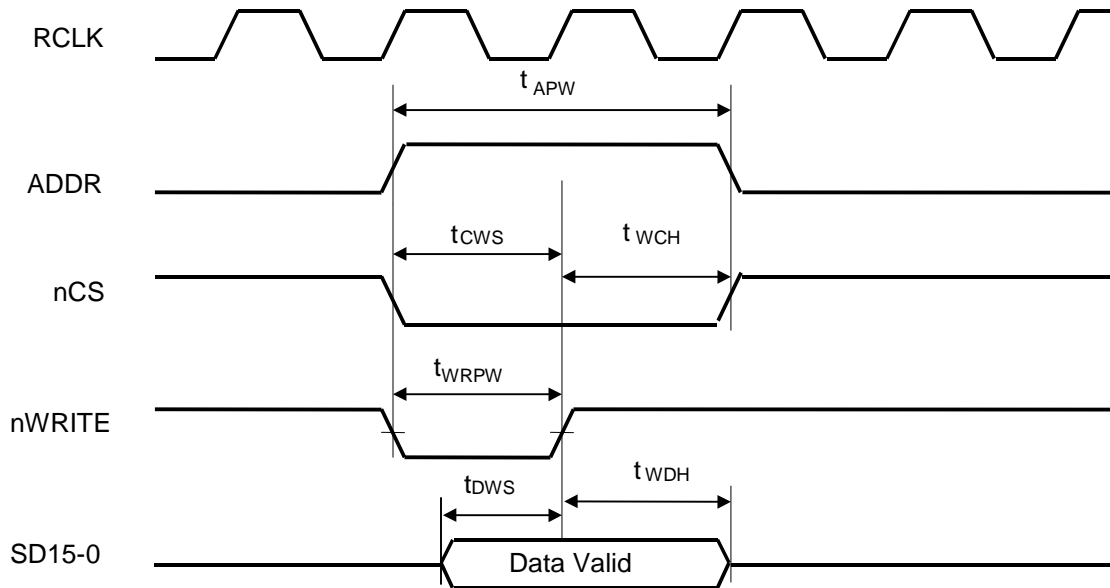 RCLK
t APW
ADDR
tCWS
t WCH
nCS
tWRPW
nWRITE
tDWS
t WDH
SD15-0
Data Valid